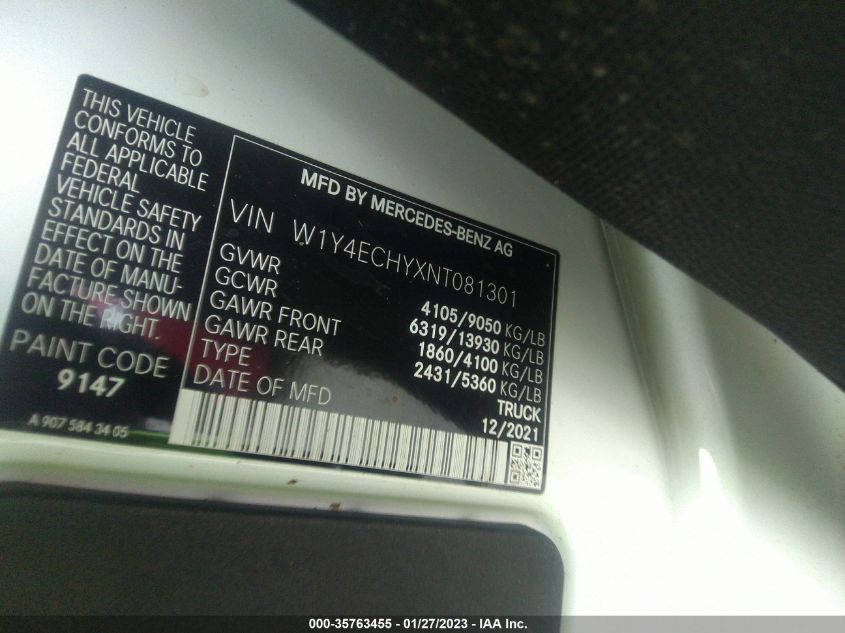 THIS VEHICLE
CONFORMS TO
ALL APPLICABLE
FEDERAL
VEHICLE SAFETY
STANDARDS IN
EFFECT ON THE
DATE OF MANU-
FACTURE SHOWN
ON THE RIGHT.
PAINT CODE
9147
A 907 584 34 05
MFD BY MERCEDES-BENZ AG
VIN W1Y4ECHYXNT081301
GVWR 4105/9050 KG/LB
GCWR 6319/13930 KG/LB
GAWR FRONT 1860/4100 KG/LB
GAWR REAR 2431/5360 KG/LB
TYPE TRUCK
DATE OF MFD 12/2021
000-35763455 - 01/27/2023 - IAA Inc.